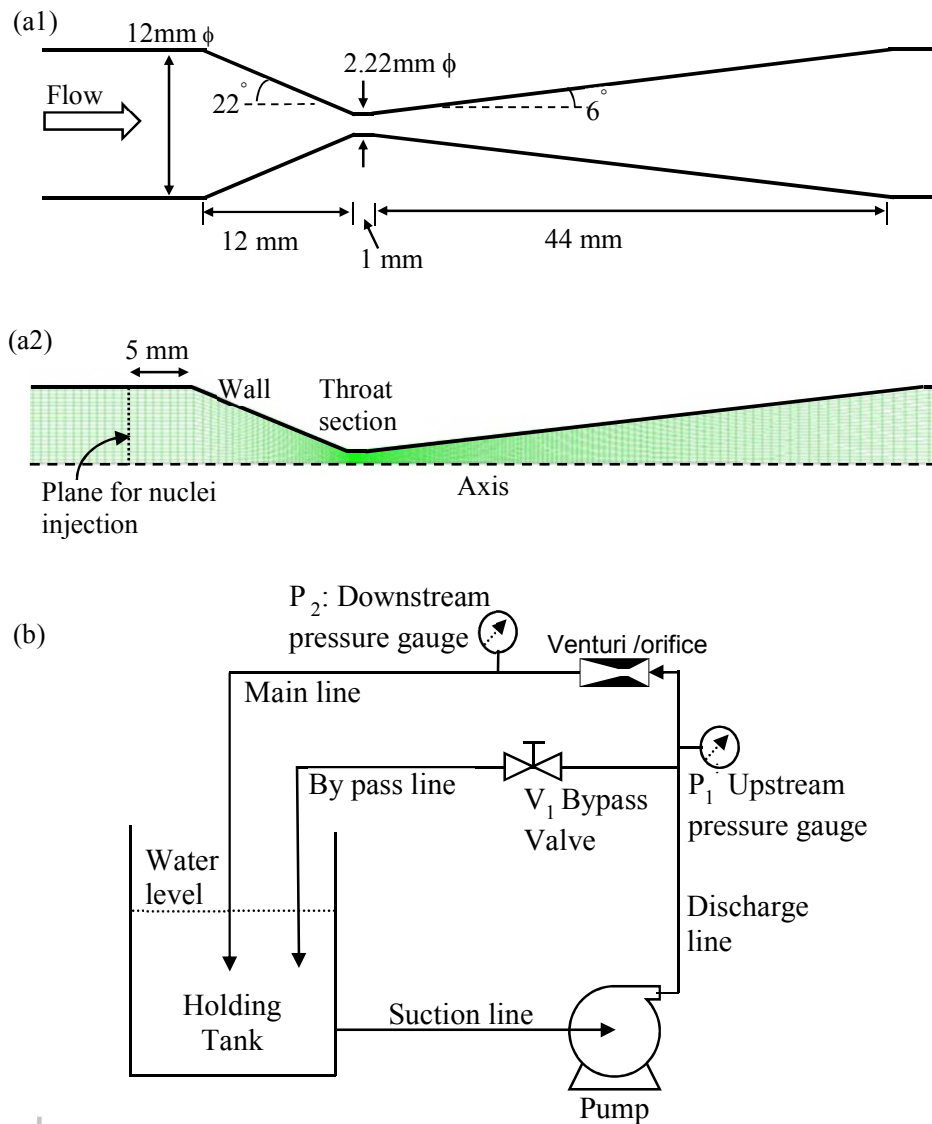 (a1)
12mm ϕ
2.22mm ϕ
Flow
22°
6°
12 mm
1 mm
44 mm
(a2)
5 mm
Wall
Throat
section
Plane for nuclei
injection
Axis
(b)
P2: Downstream
pressure gauge
Venturi /orifice
Main line
By pass line
V1 Bypass
Valve
P1 Upstream
pressure gauge
Water
level
Discharge
line
Holding
Tank
Suction line
Pump